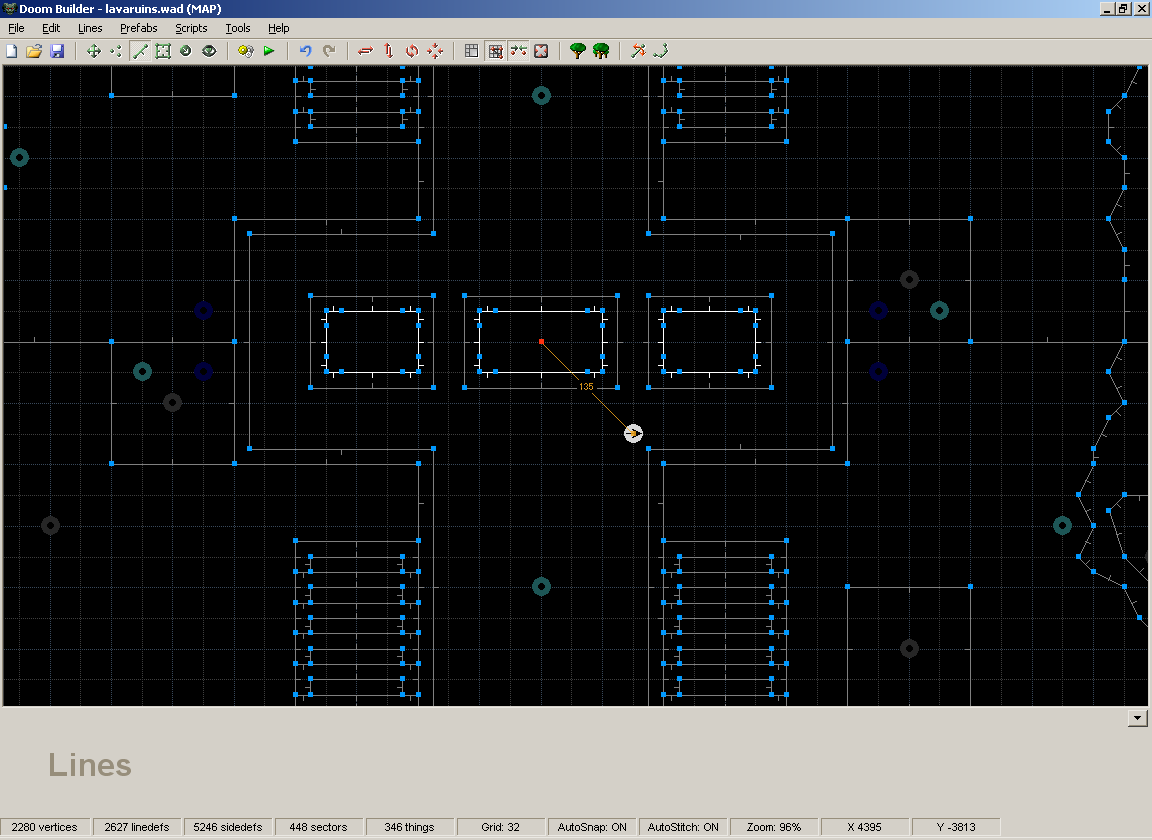 Doom Builder - lavaruins.wad (MAP)
File Edit Lines Prefabs Scripts Tools Help
135
Lines
2280 vertices 2627 linedefs 5246 sidedefs 448 sectors 346 things Grid: 32 AutoSnap: ON AutoStitch: ON Zoom: 96% X 4395 Y -3813